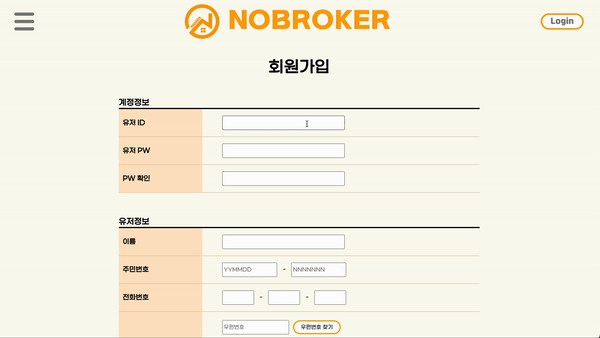 NOBROKER
Login
회원가입
계정정보
유저 ID
유저 PW
PW 확인
유저정보
이름
주민번호
YYMMDD - NNNNNNN
전화번호
- -
우편번호
우편번호 찾기